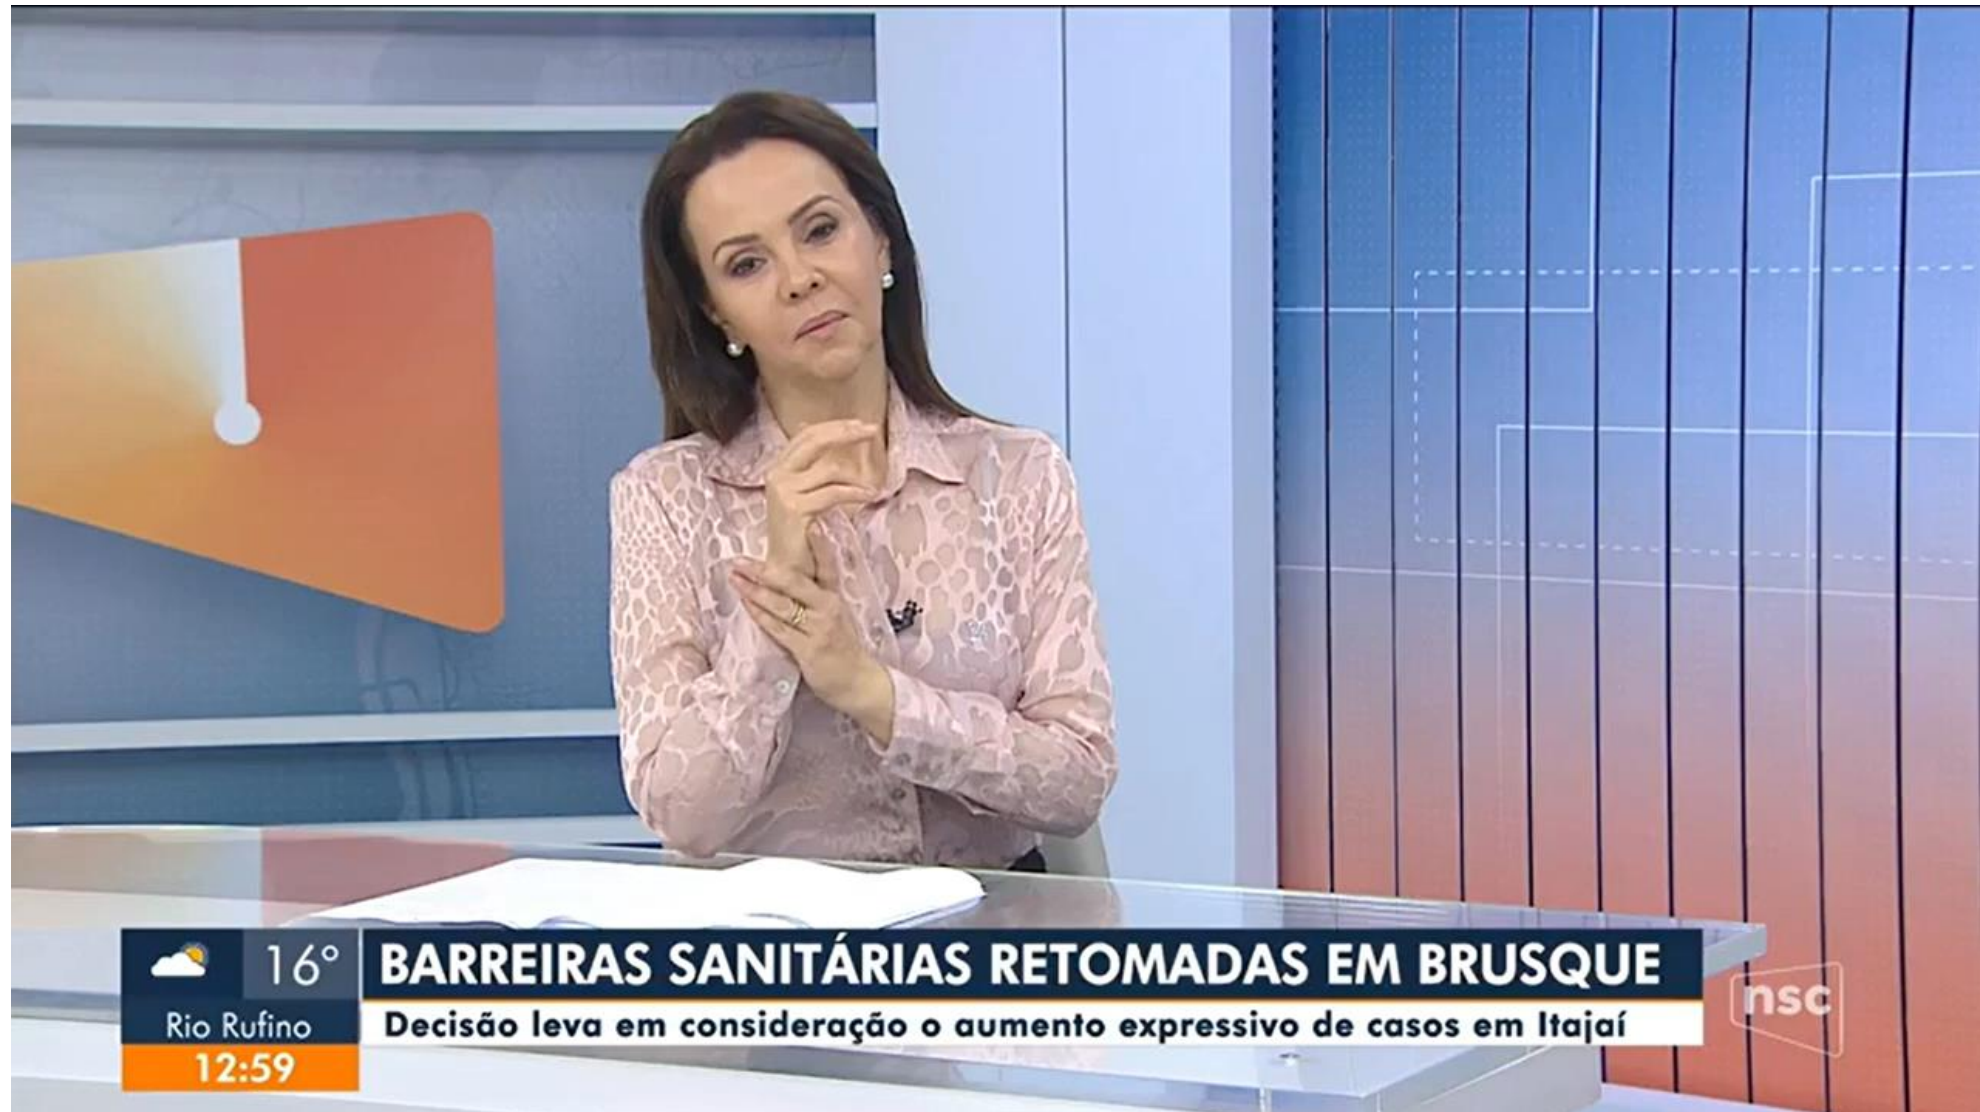 16°
BARREIRAS SANITÁRIAS RETOMADAS EM BRUSQUE
Rio Rufino
Decisão leva em consideração o aumento expressivo de casos em Itajaí
12:59
nsc